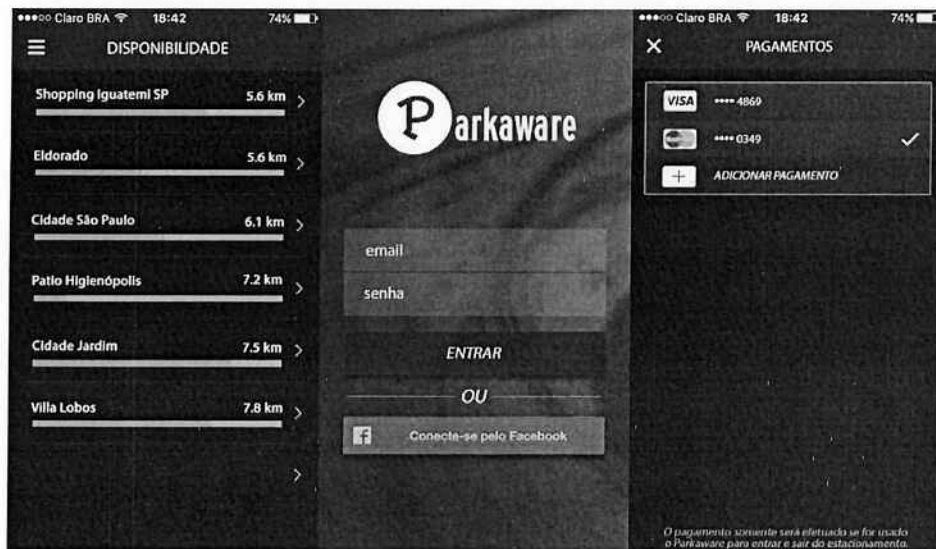 Claro BRA 18:42 74%
DISPONIBILIDADE
Shopping Iguatemi SP 5.6 km
Eldorado 5.6 km
Cidade São Paulo 6.1 km
Patio Higienópolis 7.2 km
Cidade Jardim 7.5 km
Villa Lobos 7.8 km
Parkaware
email
senha
ENTRAR
OU
f Conecte-se pelo Facebook
Claro BRA 18:42 74%
PAGAMENTOS
VISA •••• 4869
•••• 0349
ADICIONAR PAGAMENTO
O pagamento somente será efetuado se for usado
o Parkaware para entrar e sair do estacionamento.